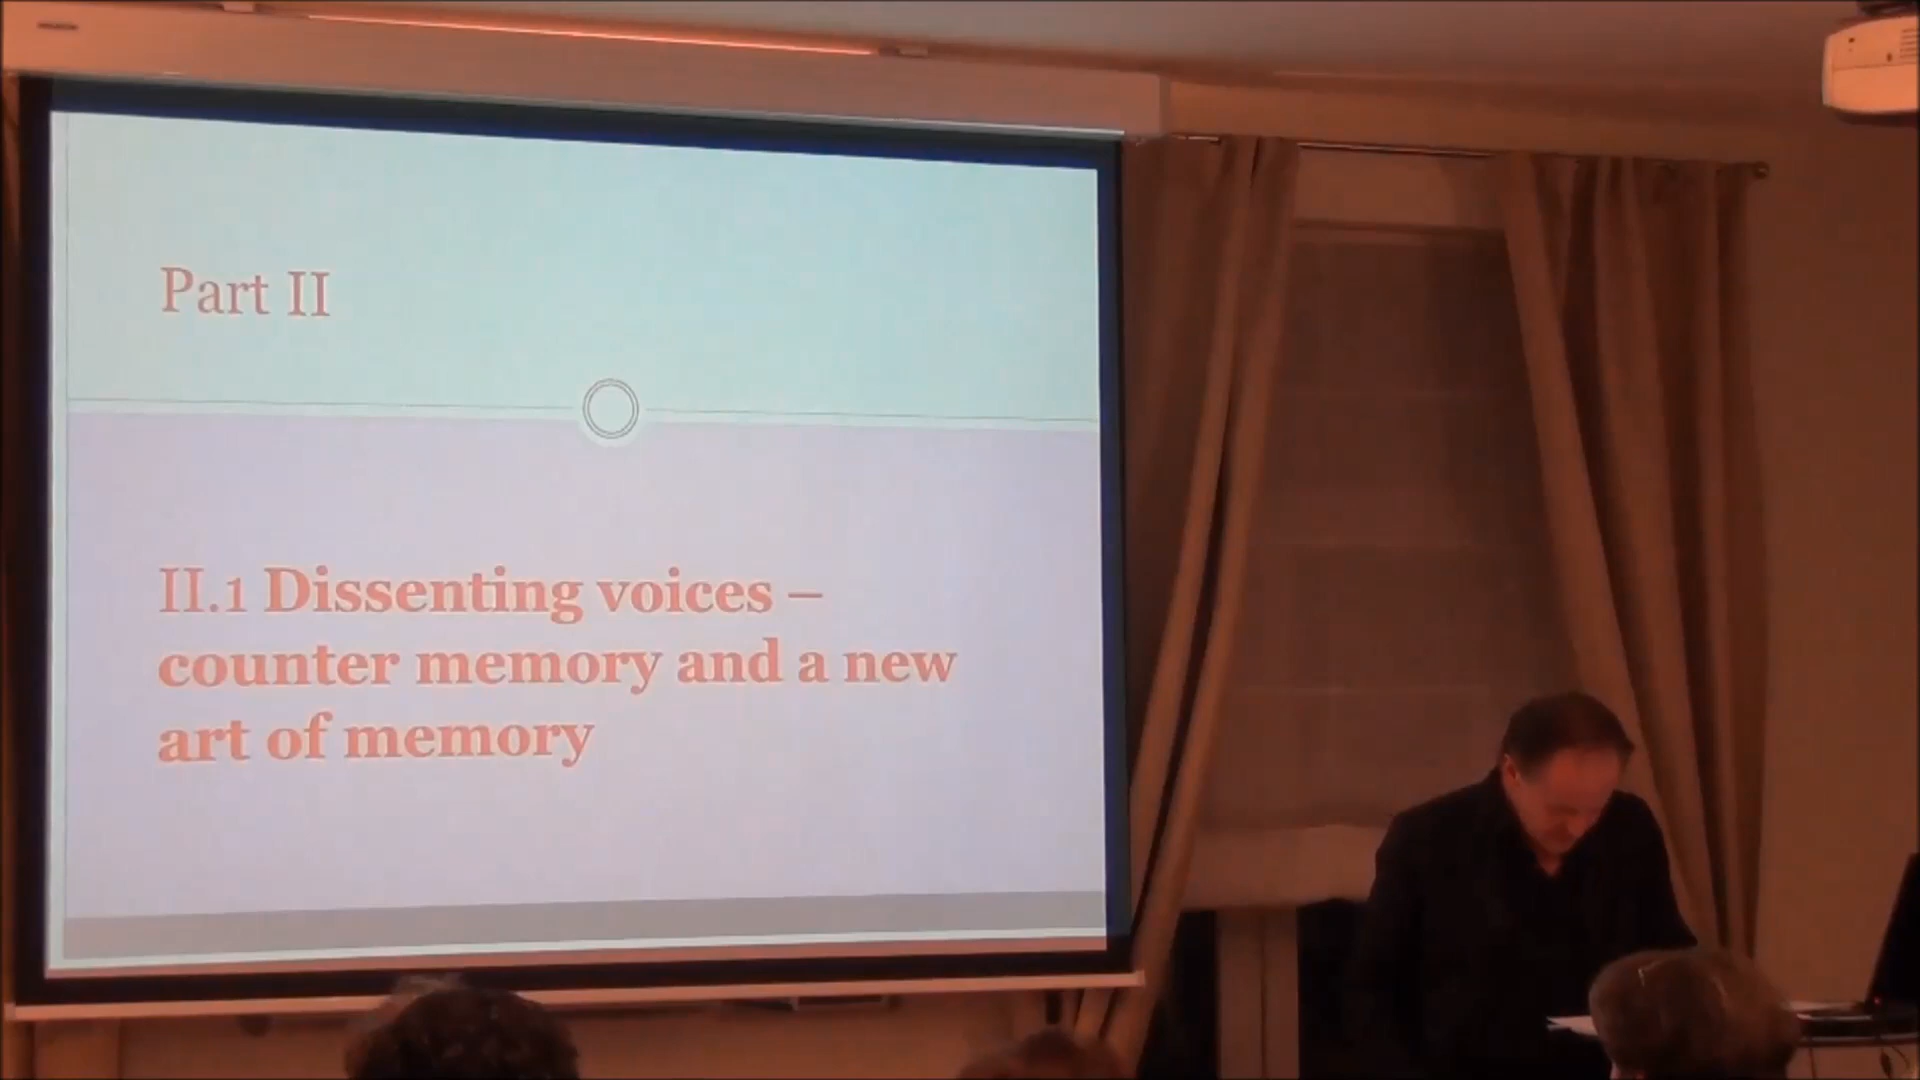 Part II
II.1 Dissenting voices –
counter memory and a new
art of memory